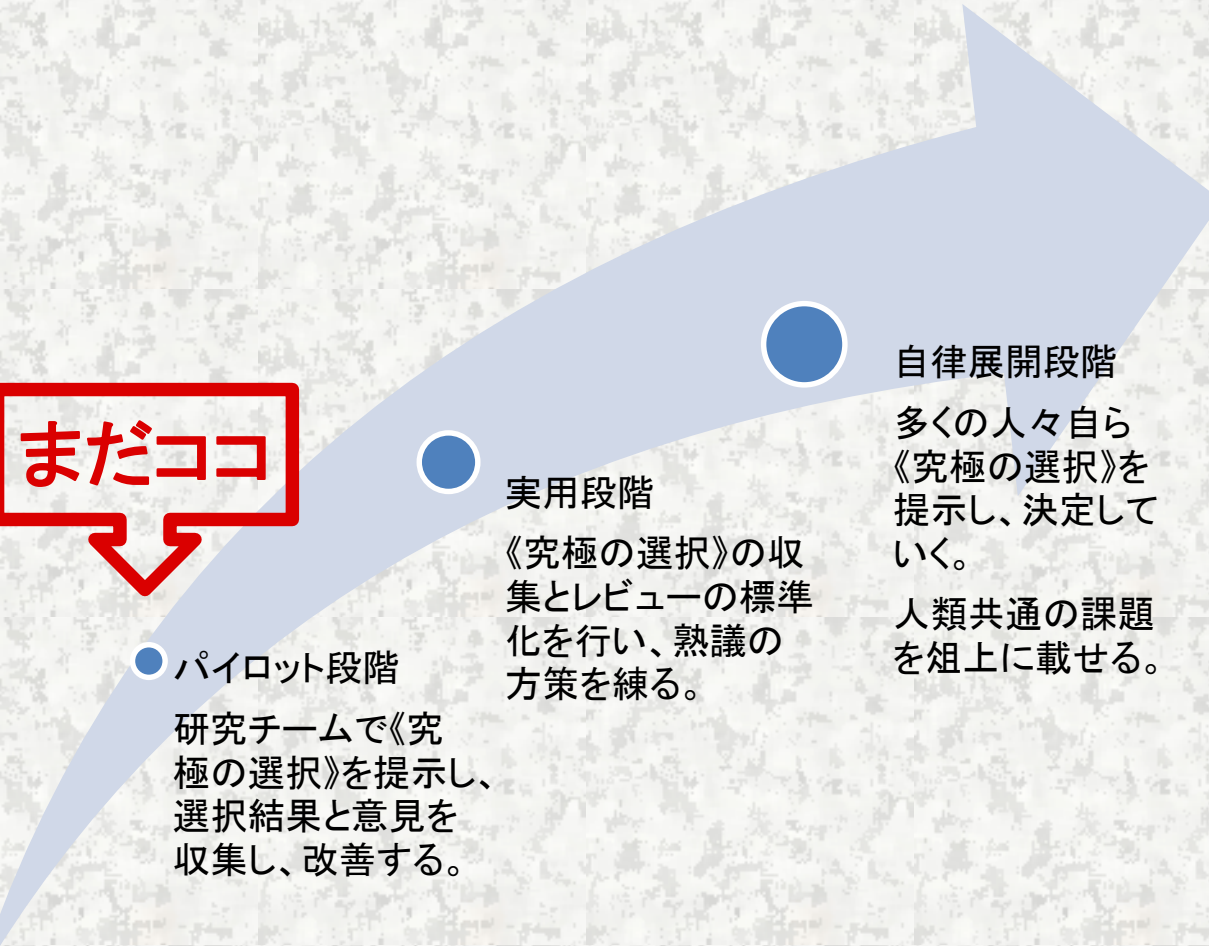 まだココ
パイロット段階
研究チームで《究
極の選択》を提示し、
選択結果と意見を
収集し、改善する。
実用段階
《究極の選択》の収
集とレビューの標準
化を行い、熟議の
方策を練る。
自律展開段階
多くの人々自ら
《究極の選択》を
提示し、決定して
いく。
人類共通の課題
を俎上に載せる。